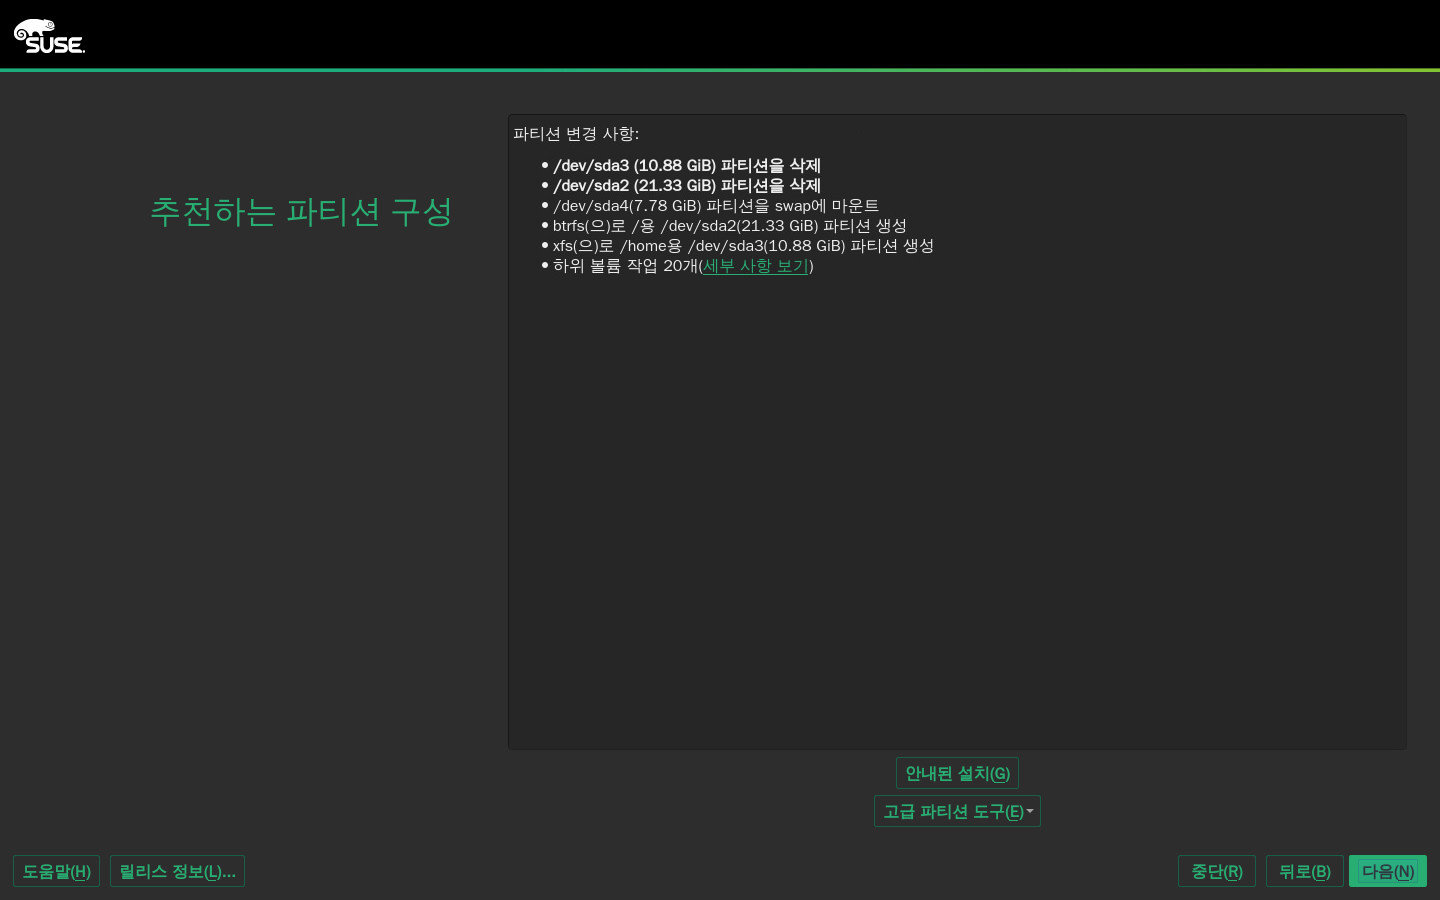 SUSE
파티션 변경 사항:
• /dev/sda3 (10.88 GiB) 파티션을 삭제
• /dev/sda2 (21.33 GiB) 파티션을 삭제
추천하는 파티션 구성
• /dev/sda4(7.78 GiB) 파티션을 swap에 마운트
• btrfs(으)로 /용 /dev/sda2(21.33 GiB) 파티션 생성
• xfs(으)로 /home용 /dev/sda3(10.88 GiB) 파티션 생성
• 하위 볼륨 작업 20개(세부 사항 보기)
안내된 설치(G)
고급 파티션 도구(E)
도움말(H) 릴리스 정보(L)... 중단(R) 뒤로(B) 다음(N)